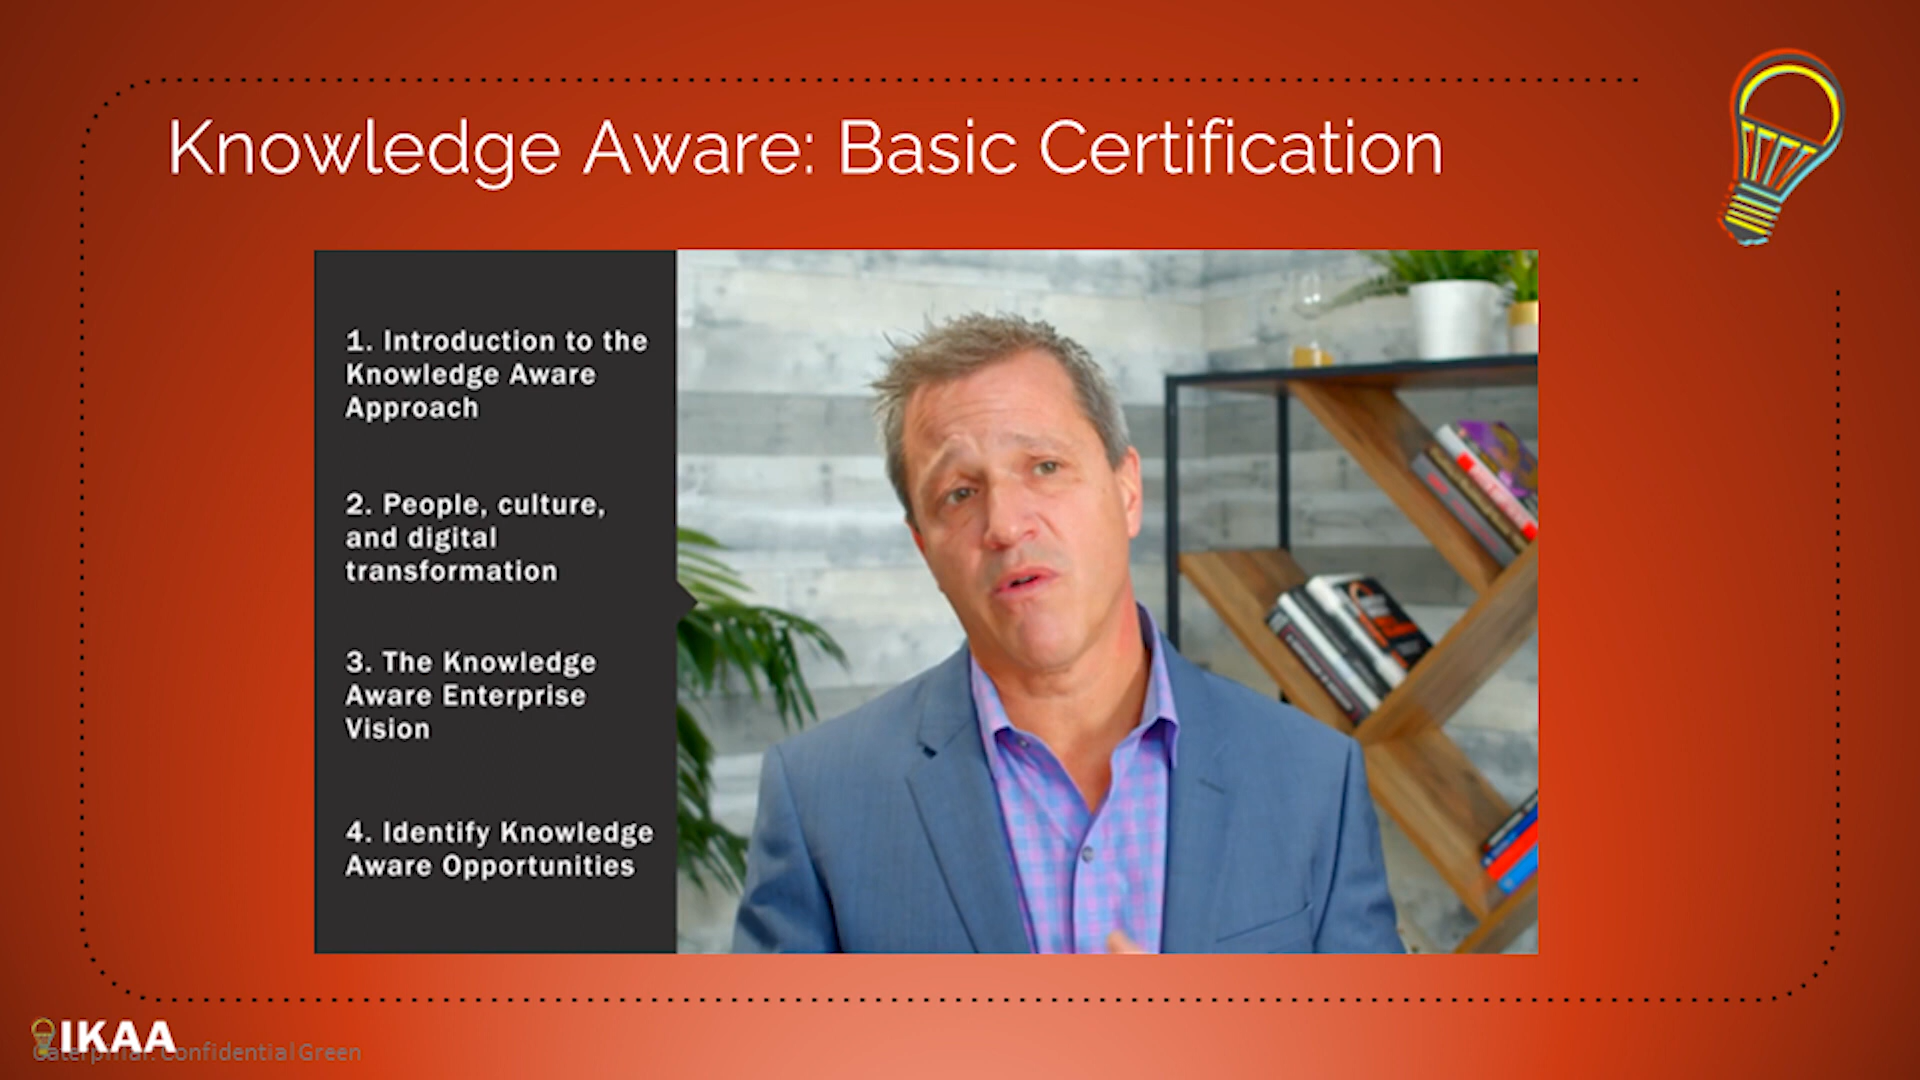 Knowledge Aware: Basic Certification
1. Introduction to the
Knowledge Aware
Approach
2. People, culture,
and digital
transformation
3. The Knowledge
Aware Enterprise
Vision
4. Identify Knowledge
Aware Opportunities
IKAA
Caterpillar: Confidential Green